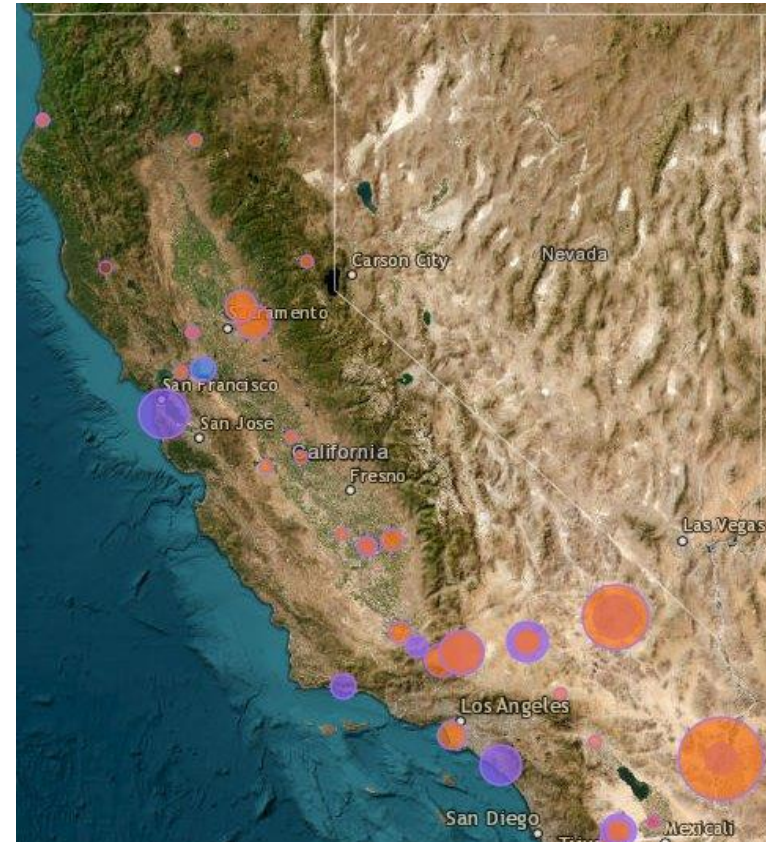 Carson City
Nevada
Sacramento
San Francisco
San Jose
California
Fresno
Las Vegas
Los Angeles
San Diego
Mexicali